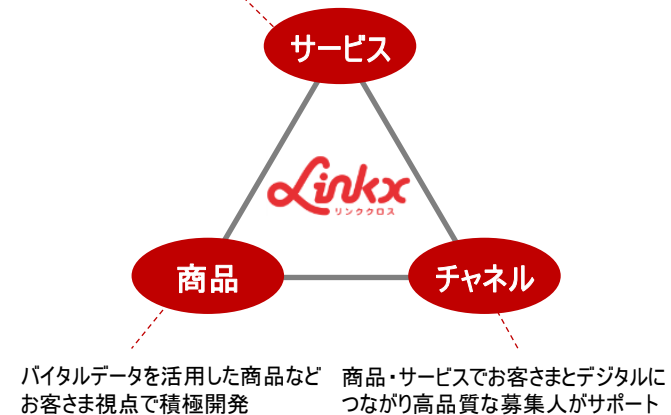 サービス
Linkx
リンククロス
商品
チャネル
バイタルデータを活用した商品など
お客さま視点で積極開発
商品・サービスでお客さまとデジタルに
つながり高品質な募集人がサポート